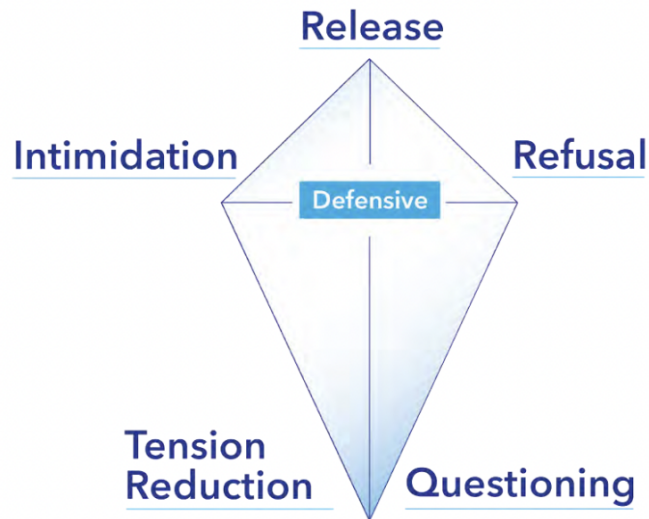 Release
Intimidation
Refusal
Defensive
Tension
Reduction
Questioning